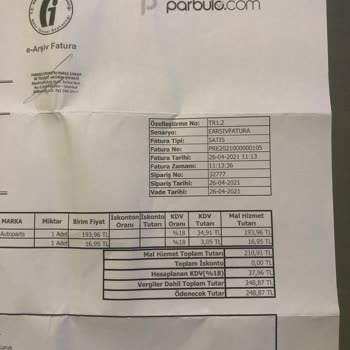 parbula.com
e-Arşiv Fatura
Özelleştirme No: TR1.2
Senaryo: EARSIVFATURA
Fatura Tipi: SATIS
Fatura No: PRE2021000000105
Fatura Tarihi: 26-04-2021 11:13
Fatura Zamanı: 11:13:36
Sipariş No: 32777
Sipariş Tarihi: 26-04-2021
Vade Tarihi: 26-04-2021
MARKA Miktar Birim Fiyat İskonto Oranı İskonto Tutarı KDV Oranı KDV Tutarı Mal Hizmet Tutarı
Autoparts 1 Adet 193,96 TL %18 34,91 TL 193,96 TL
1 Adet 16,95 TL %18 3,05 TL 16,95 TL
Mal Hizmet Toplam Tutarı 210,91 TL
Toplam İskonto 0,00 TL
Hesaplanan KDV(%18) 37,96 TL
Vergiler Dahil Toplam Tutar 248,87 TL
Ödenecek Tutar 248,87 TL